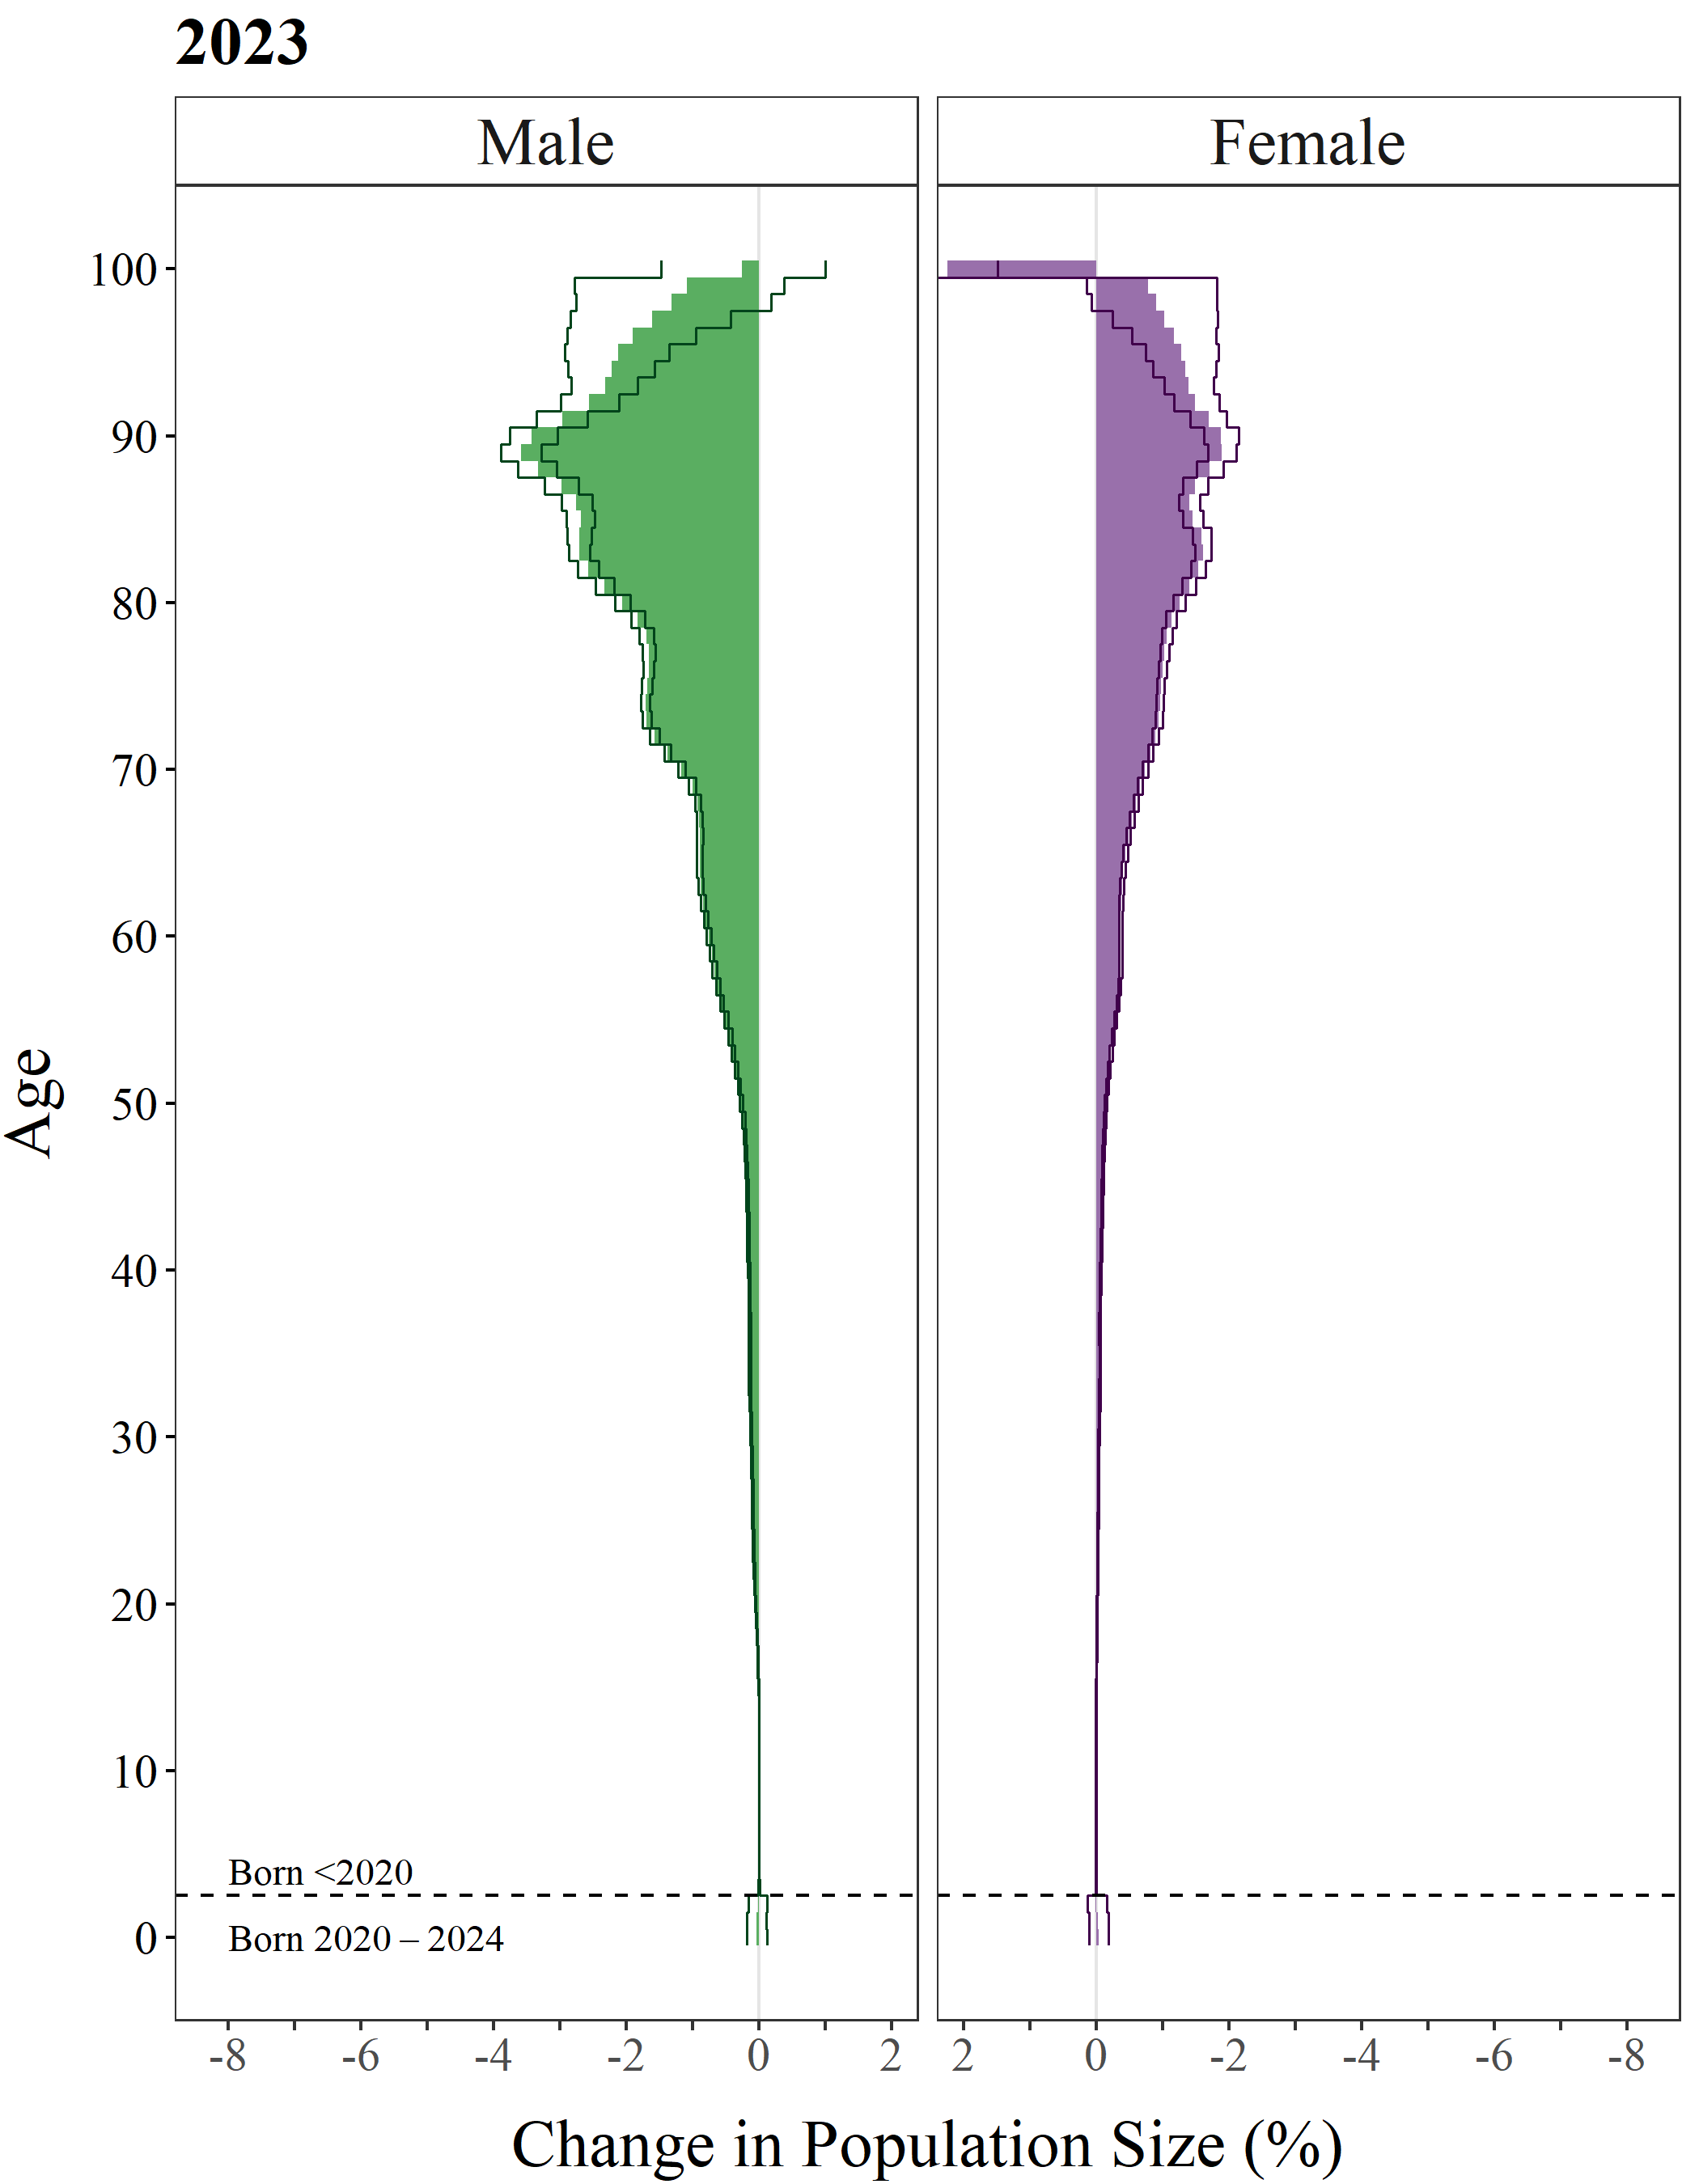 2023
Male
Female
100
90
80
70
60
50
40
30
20
10
0
Age
Born <2020
Born 2020 – 2024
-8 -6 -4 -2 0 2
2 0 -2 -4 -6 -8
Change in Population Size (%)